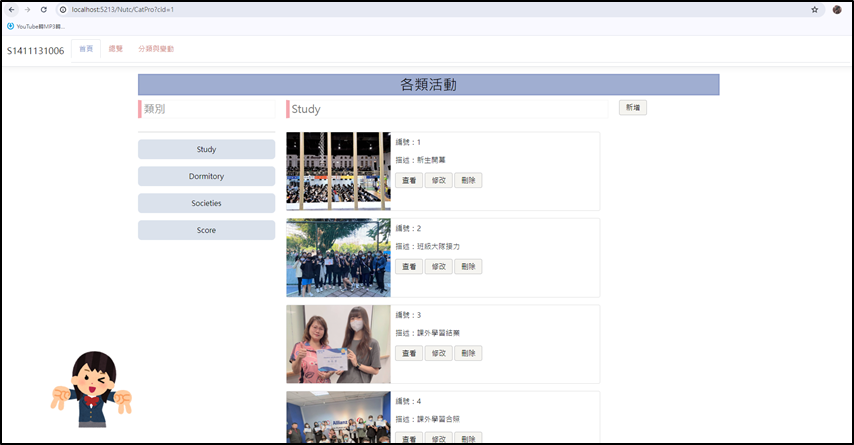 localhost:5213/Nutc/CatPro?cId=1
YouTube轉MP3轉...
S1411131006 首頁 總覽 分類與變動
各類活動
類別
Study
新增
Study
Dormitory
Societies
Score
編號：1
描述：新生開幕
查看 修改 刪除
編號：2
描述：班級大隊接力
查看 修改 刪除
編號：3
描述：課外學習結業
查看 修改 刪除
Allianz
編號：4
描述：課外學習合照
查看 修改 刪除